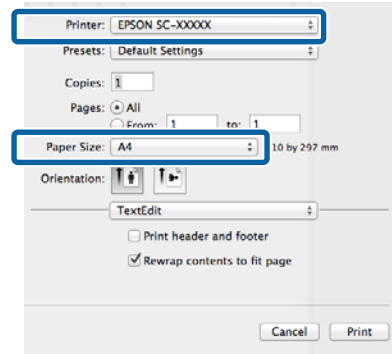 Printer: EPSON SC-XXXXX
Presets: Default Settings
Copies: 1
Pages: All
From: 1 to: 1
Paper Size: A4 10 by 297 mm
Orientation:
TextEdit
Print header and footer
Rewrap contents to fit page
Cancel Print